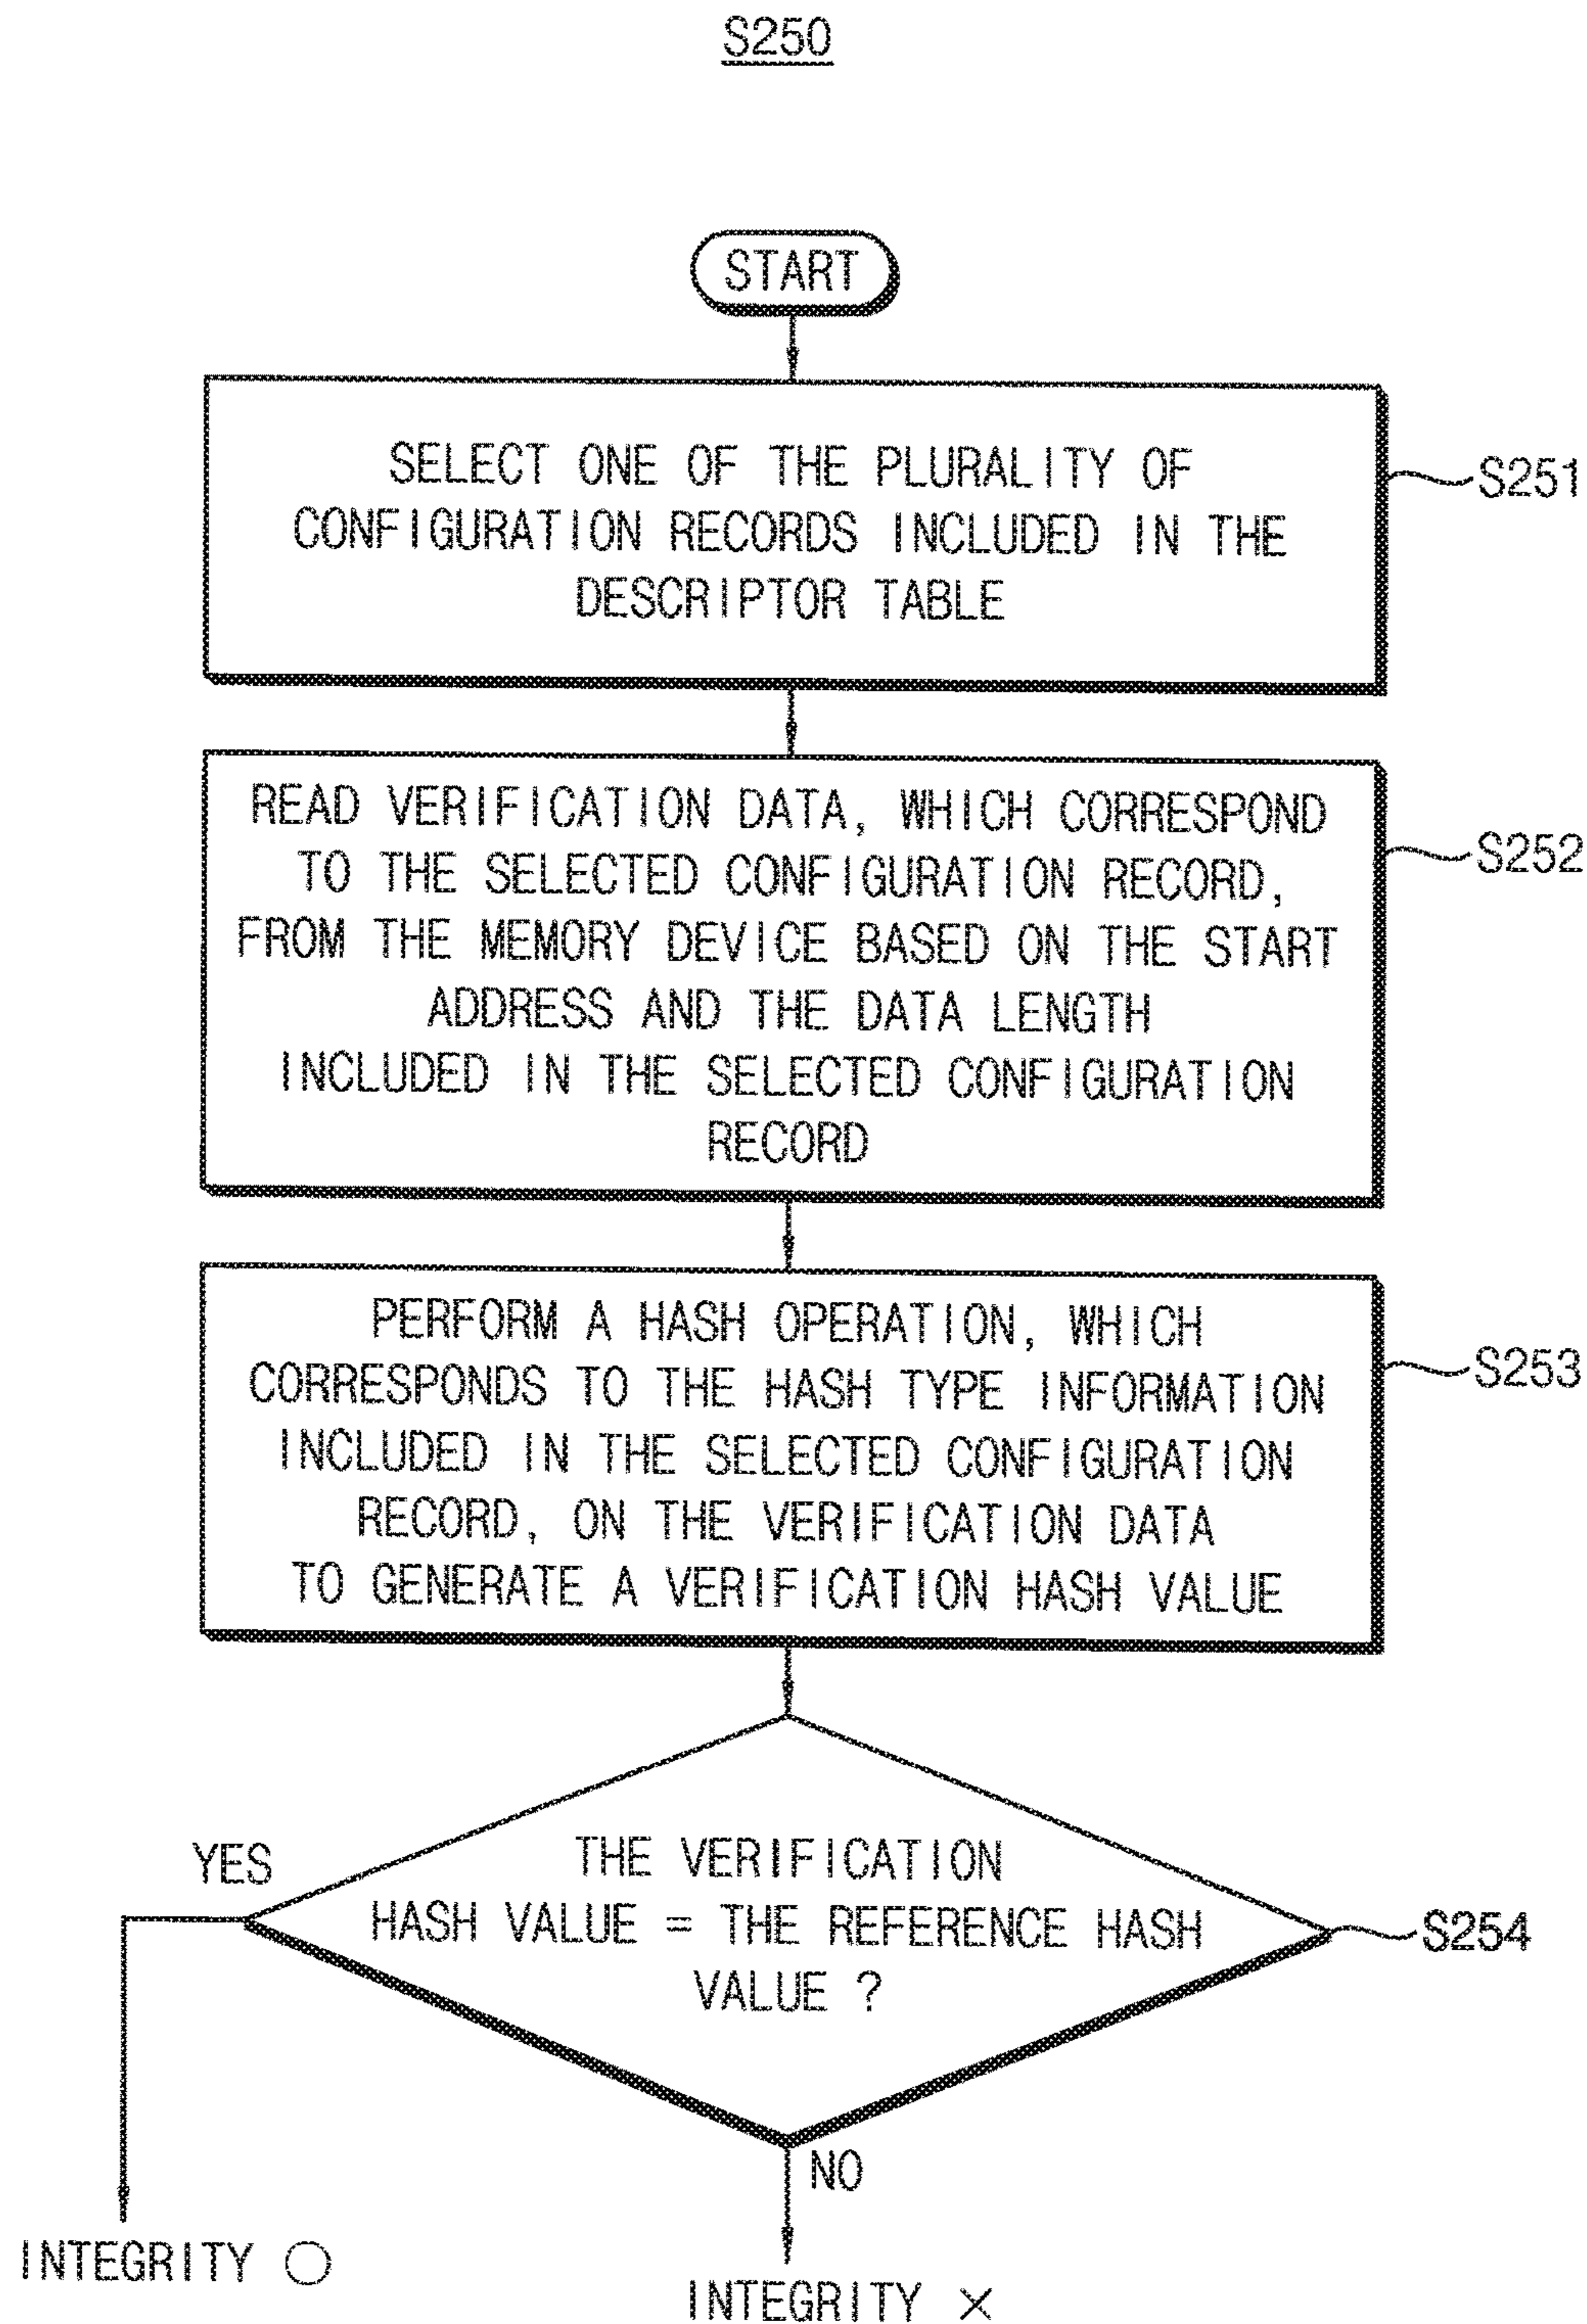 S250
START
SELECT ONE OF THE PLURALITY OF
CONFIGURATION RECORDS INCLUDED IN THE
DESCRIPTOR TABLE
S251
READ VERIFICATION DATA, WHICH CORRESPOND
TO THE SELECTED CONFIGURATION RECORD,
FROM THE MEMORY DEVICE BASED ON THE START
ADDRESS AND THE DATA LENGTH
INCLUDED IN THE SELECTED CONFIGURATION
RECORD
S252
PERFORM A HASH OPERATION, WHICH
CORRESPONDS TO THE HASH TYPE INFORMATION
INCLUDED IN THE SELECTED CONFIGURATION
RECORD, ON THE VERIFICATION DATA
TO GENERATE A VERIFICATION HASH VALUE
S253
YES
THE VERIFICATION
HASH VALUE = THE REFERENCE HASH
VALUE ?
S254
NO
INTEGRITY ○
INTEGRITY ×